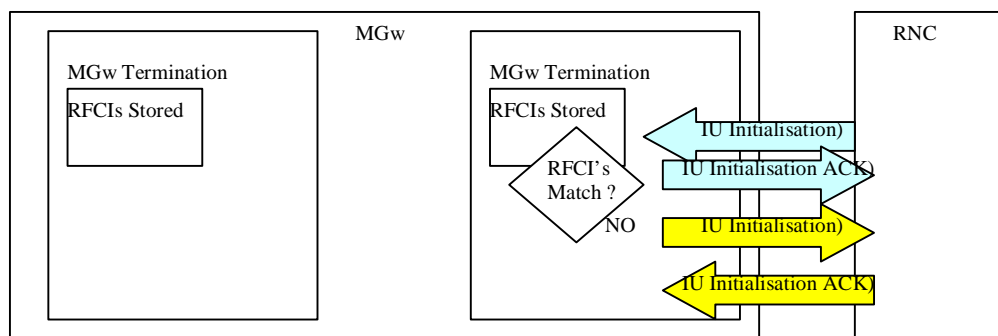 MGw
RNC
MGw Termination
RFCIs Stored
MGw Termination
RFCIs Stored
RFCI's
Match ?
NO
IU Initialisation)
IU Initialisation ACK)
IU Initialisation)
IU Initialisation ACK)